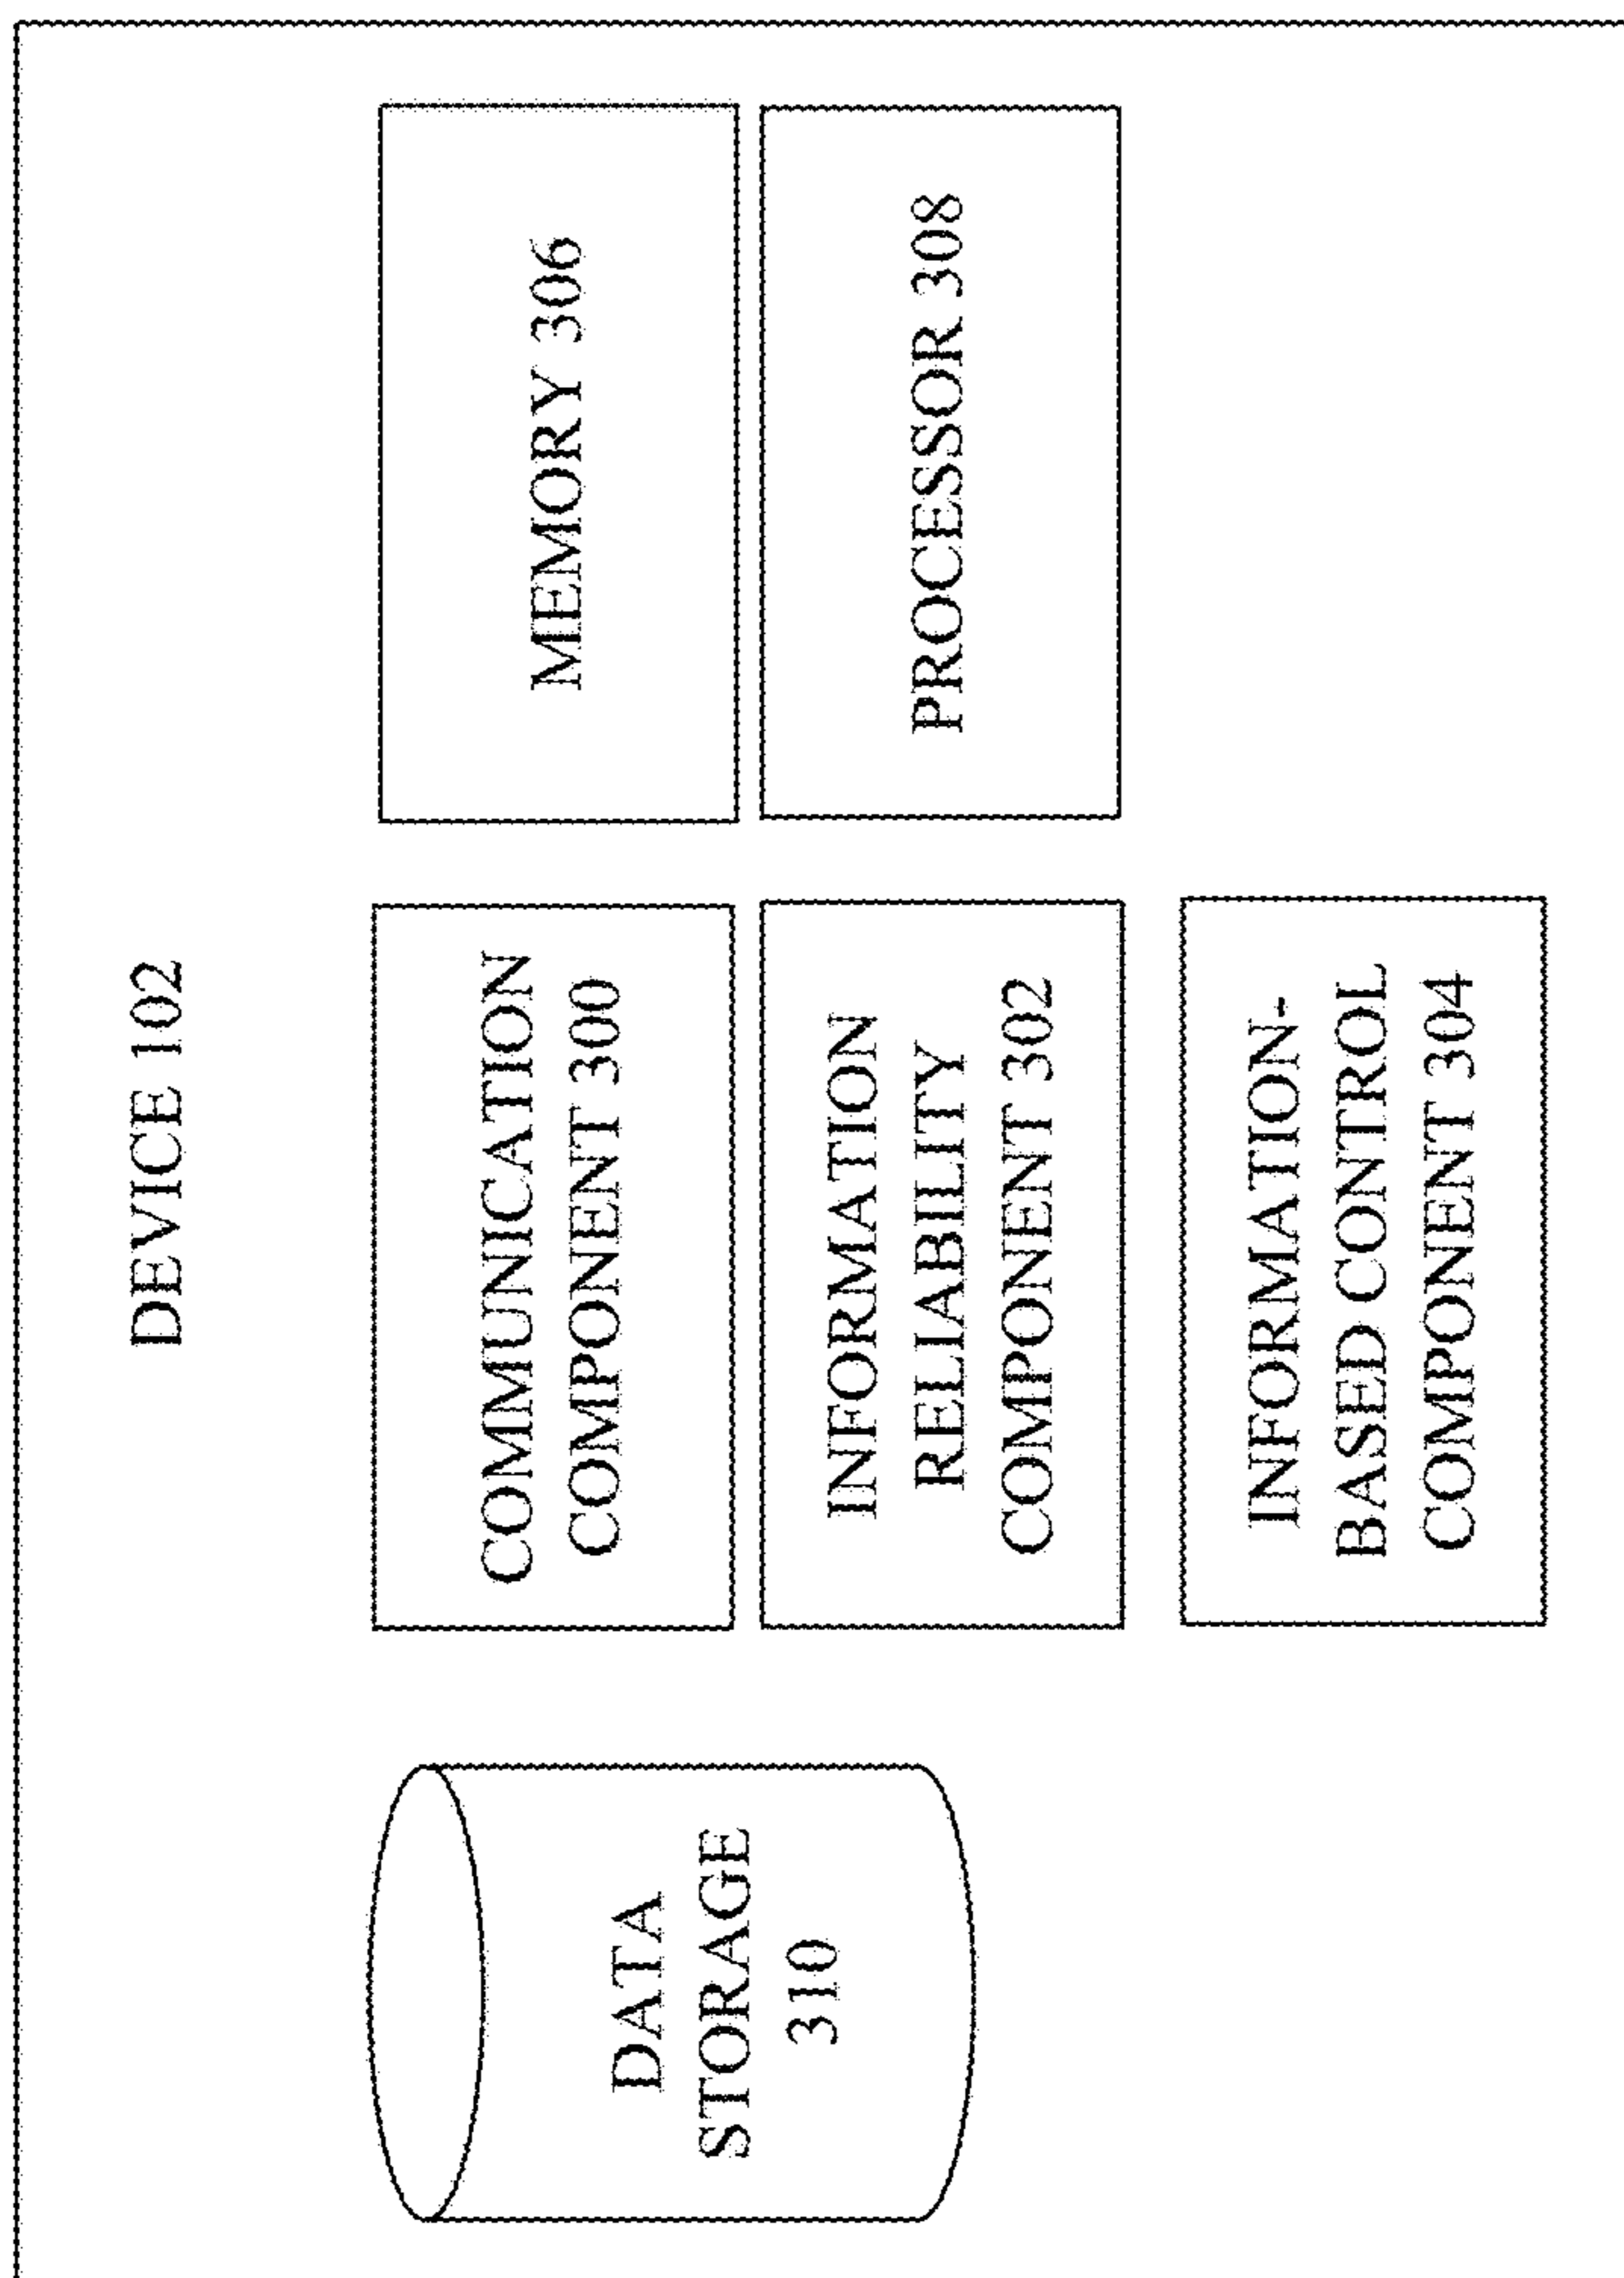 DEVICE 102
DATA
STORAGE
310
COMMUNICATION
COMPONENT 300
INFORMATION
RELIABILITY
COMPONENT 302
INFORMATION-
BASED CONTROL
COMPONENT 304
MEMORY 306
PROCESSOR 308